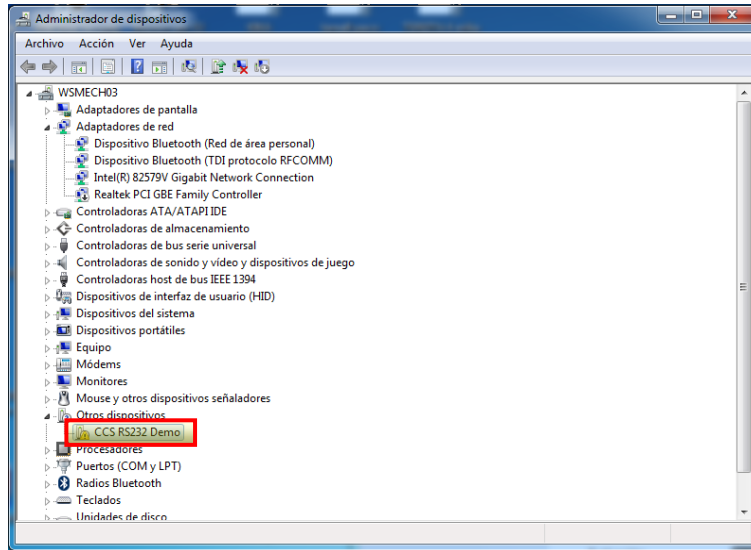 Administrador de dispositivos
Archivo Acción Ver Ayuda
WSMECH03
Adaptadores de pantalla
Adaptadores de red
Dispositivo Bluetooth (Red de área personal)
Dispositivo Bluetooth (TDI protocolo RFCOMM)
Intel(R) 82579V Gigabit Network Connection
Realtek PCI GBE Family Controller
Controladoras ATA/ATAPI IDE
Controladoras de almacenamiento
Controladoras de bus serie universal
Controladoras de sonido y vídeo y dispositivos de juego
Controladoras host de bus IEEE 1394
Dispositivos de interfaz de usuario (HID)
Dispositivos del sistema
Dispositivos portátiles
Equipo
Módems
Monitores
Mouse y otros dispositivos señaladores
Otros dispositivos
CCS RS232 Demo
Procesadores
Puertos (COM y LPT)
Radios Bluetooth
Teclados
Unidades de disco